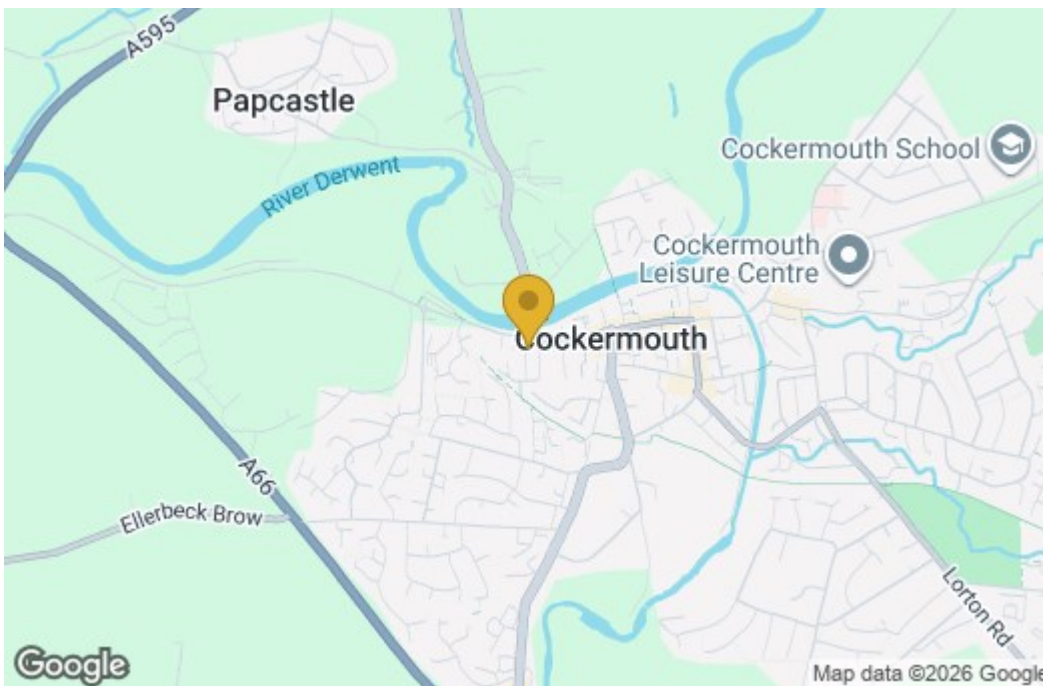 A595
Papcastle
Cockermouth School
River Derwent
Cockermouth
Leisure Centre
Cockermouth
A66
Ellerbeck Brow
Lorton Rd
Google
Map data ©2026 Google